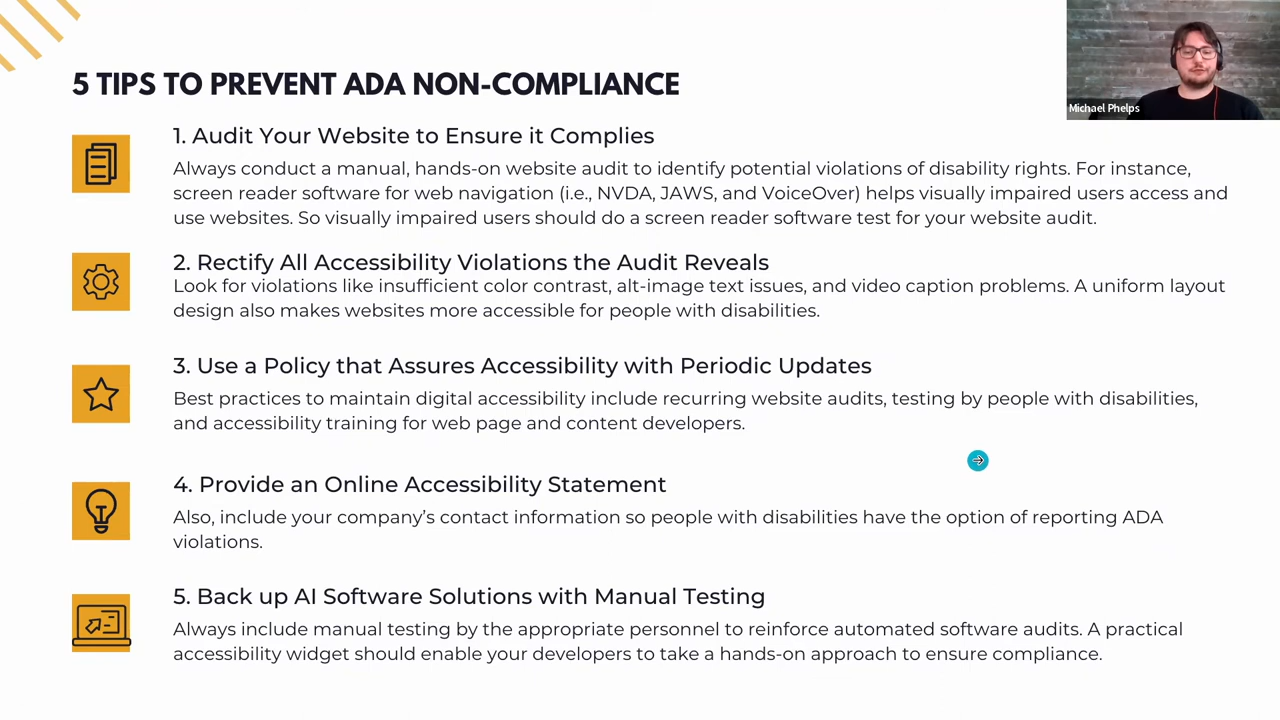 5 TIPS TO PREVENT ADA NON-COMPLIANCE
Michael Phelps
1. Audit Your Website to Ensure it Complies
Always conduct a manual, hands-on website audit to identify potential violations of disability rights. For instance,
screen reader software for web navigation (i.e., NVDA, JAWS, and VoiceOver) helps visually impaired users access and
use websites. So visually impaired users should do a screen reader software test for your website audit.
2. Rectify All Accessibility Violations the Audit Reveals
Look for violations like insufficient color contrast, alt-image text issues, and video caption problems. A uniform layout
design also makes websites more accessible for people with disabilities.
3. Use a Policy that Assures Accessibility with Periodic Updates
Best practices to maintain digital accessibility include recurring website audits, testing by people with disabilities,
and accessibility training for web page and content developers.
4. Provide an Online Accessibility Statement
Also, include your company’s contact information so people with disabilities have the option of reporting ADA
violations.
5. Back up AI Software Solutions with Manual Testing
Always include manual testing by the appropriate personnel to reinforce automated software audits. A practical
accessibility widget should enable your developers to take a hands-on approach to ensure compliance.